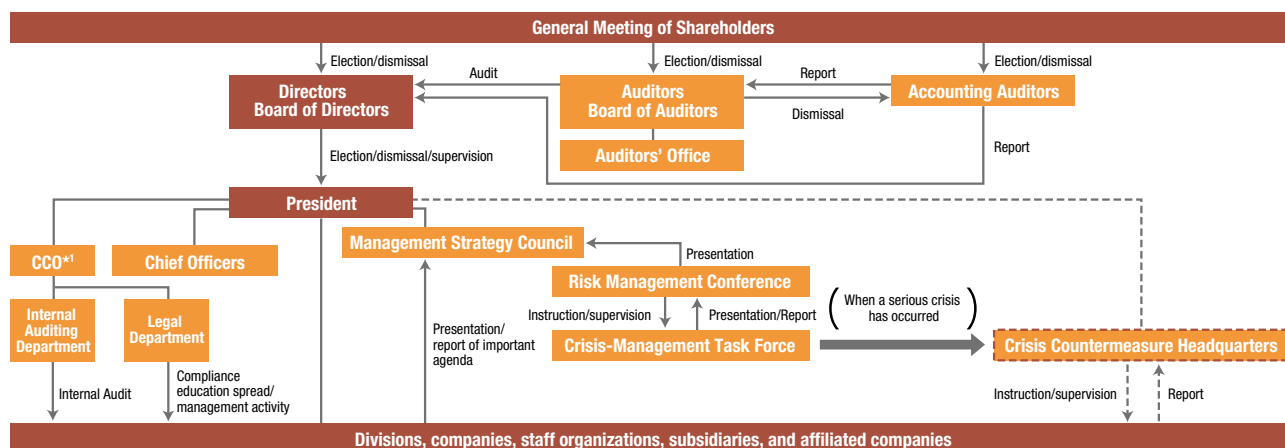 General Meeting of Shareholders
Election/dismissal
Election/dismissal
Election/dismissal
Audit
Report
Directors
Board of Directors
Auditors
Board of Auditors
Accounting Auditors
Dismissal
Auditors' Office
Report
Election/dismissal/supervision
President
Management Strategy Council
CCO*1
Chief Officers
Presentation
Risk Management Conference
Internal
Auditing
Department
Legal
Department
Presentation/
report of important
agenda
Instruction/supervision
Presentation/Report
(When a serious crisis
has occurred)
Crisis-Management Task Force
Crisis Countermeasure Headquarters
Internal Audit
Compliance
education spread/
management activity
Instruction/supervision
Report
Divisions, companies, staff organizations, subsidiaries, and affiliated companies